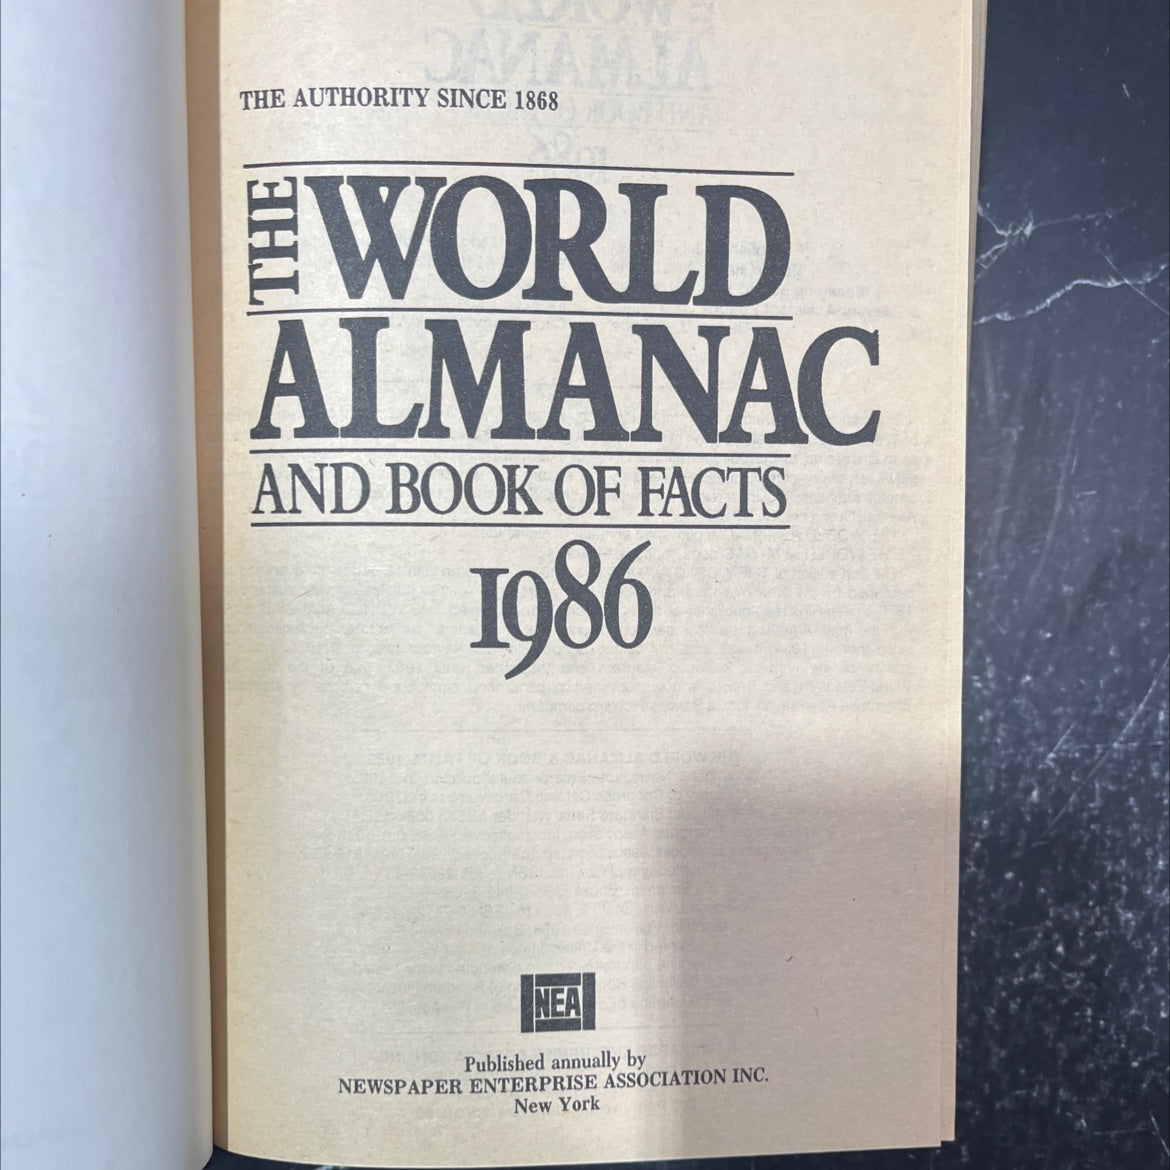 THE AUTHORITY SINCE 1868
THE WORLD
ALMANAC
AND BOOK OF FACTS
1986
NEA
Published annually by
NEWSPAPER ENTERPRISE ASSOCIATION INC.
New York